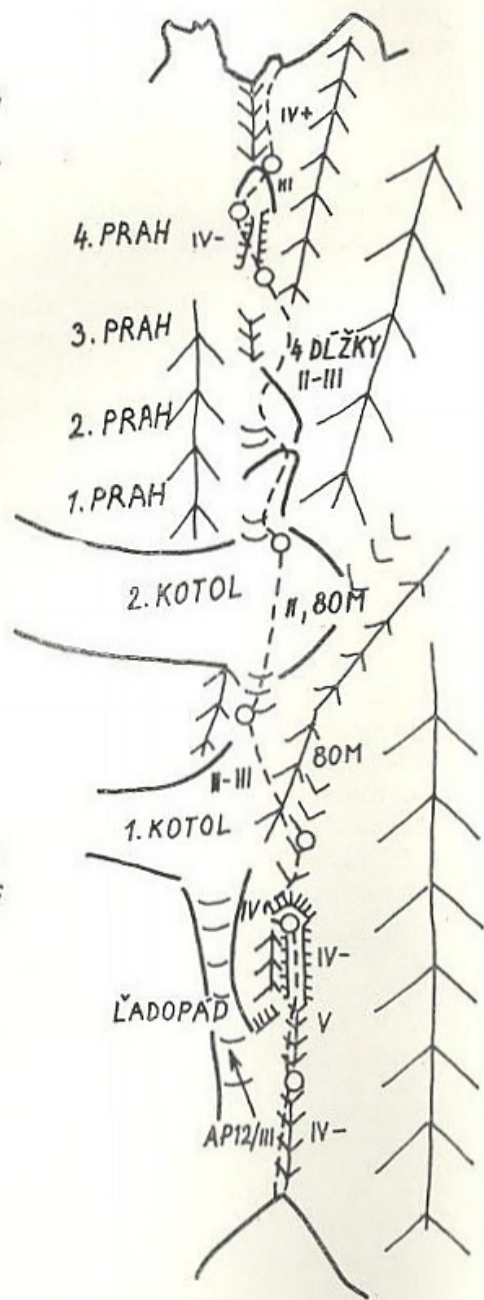 IV+
III
4. PRAH
IV-
3. PRAH
4 DĹŽKY
II-III
2. PRAH
1. PRAH
2. KOTOL
II, 80M
80M
II-III
1. KOTOL
IV
IV-
ĽADOPÁD
V
AP12/III
IV-